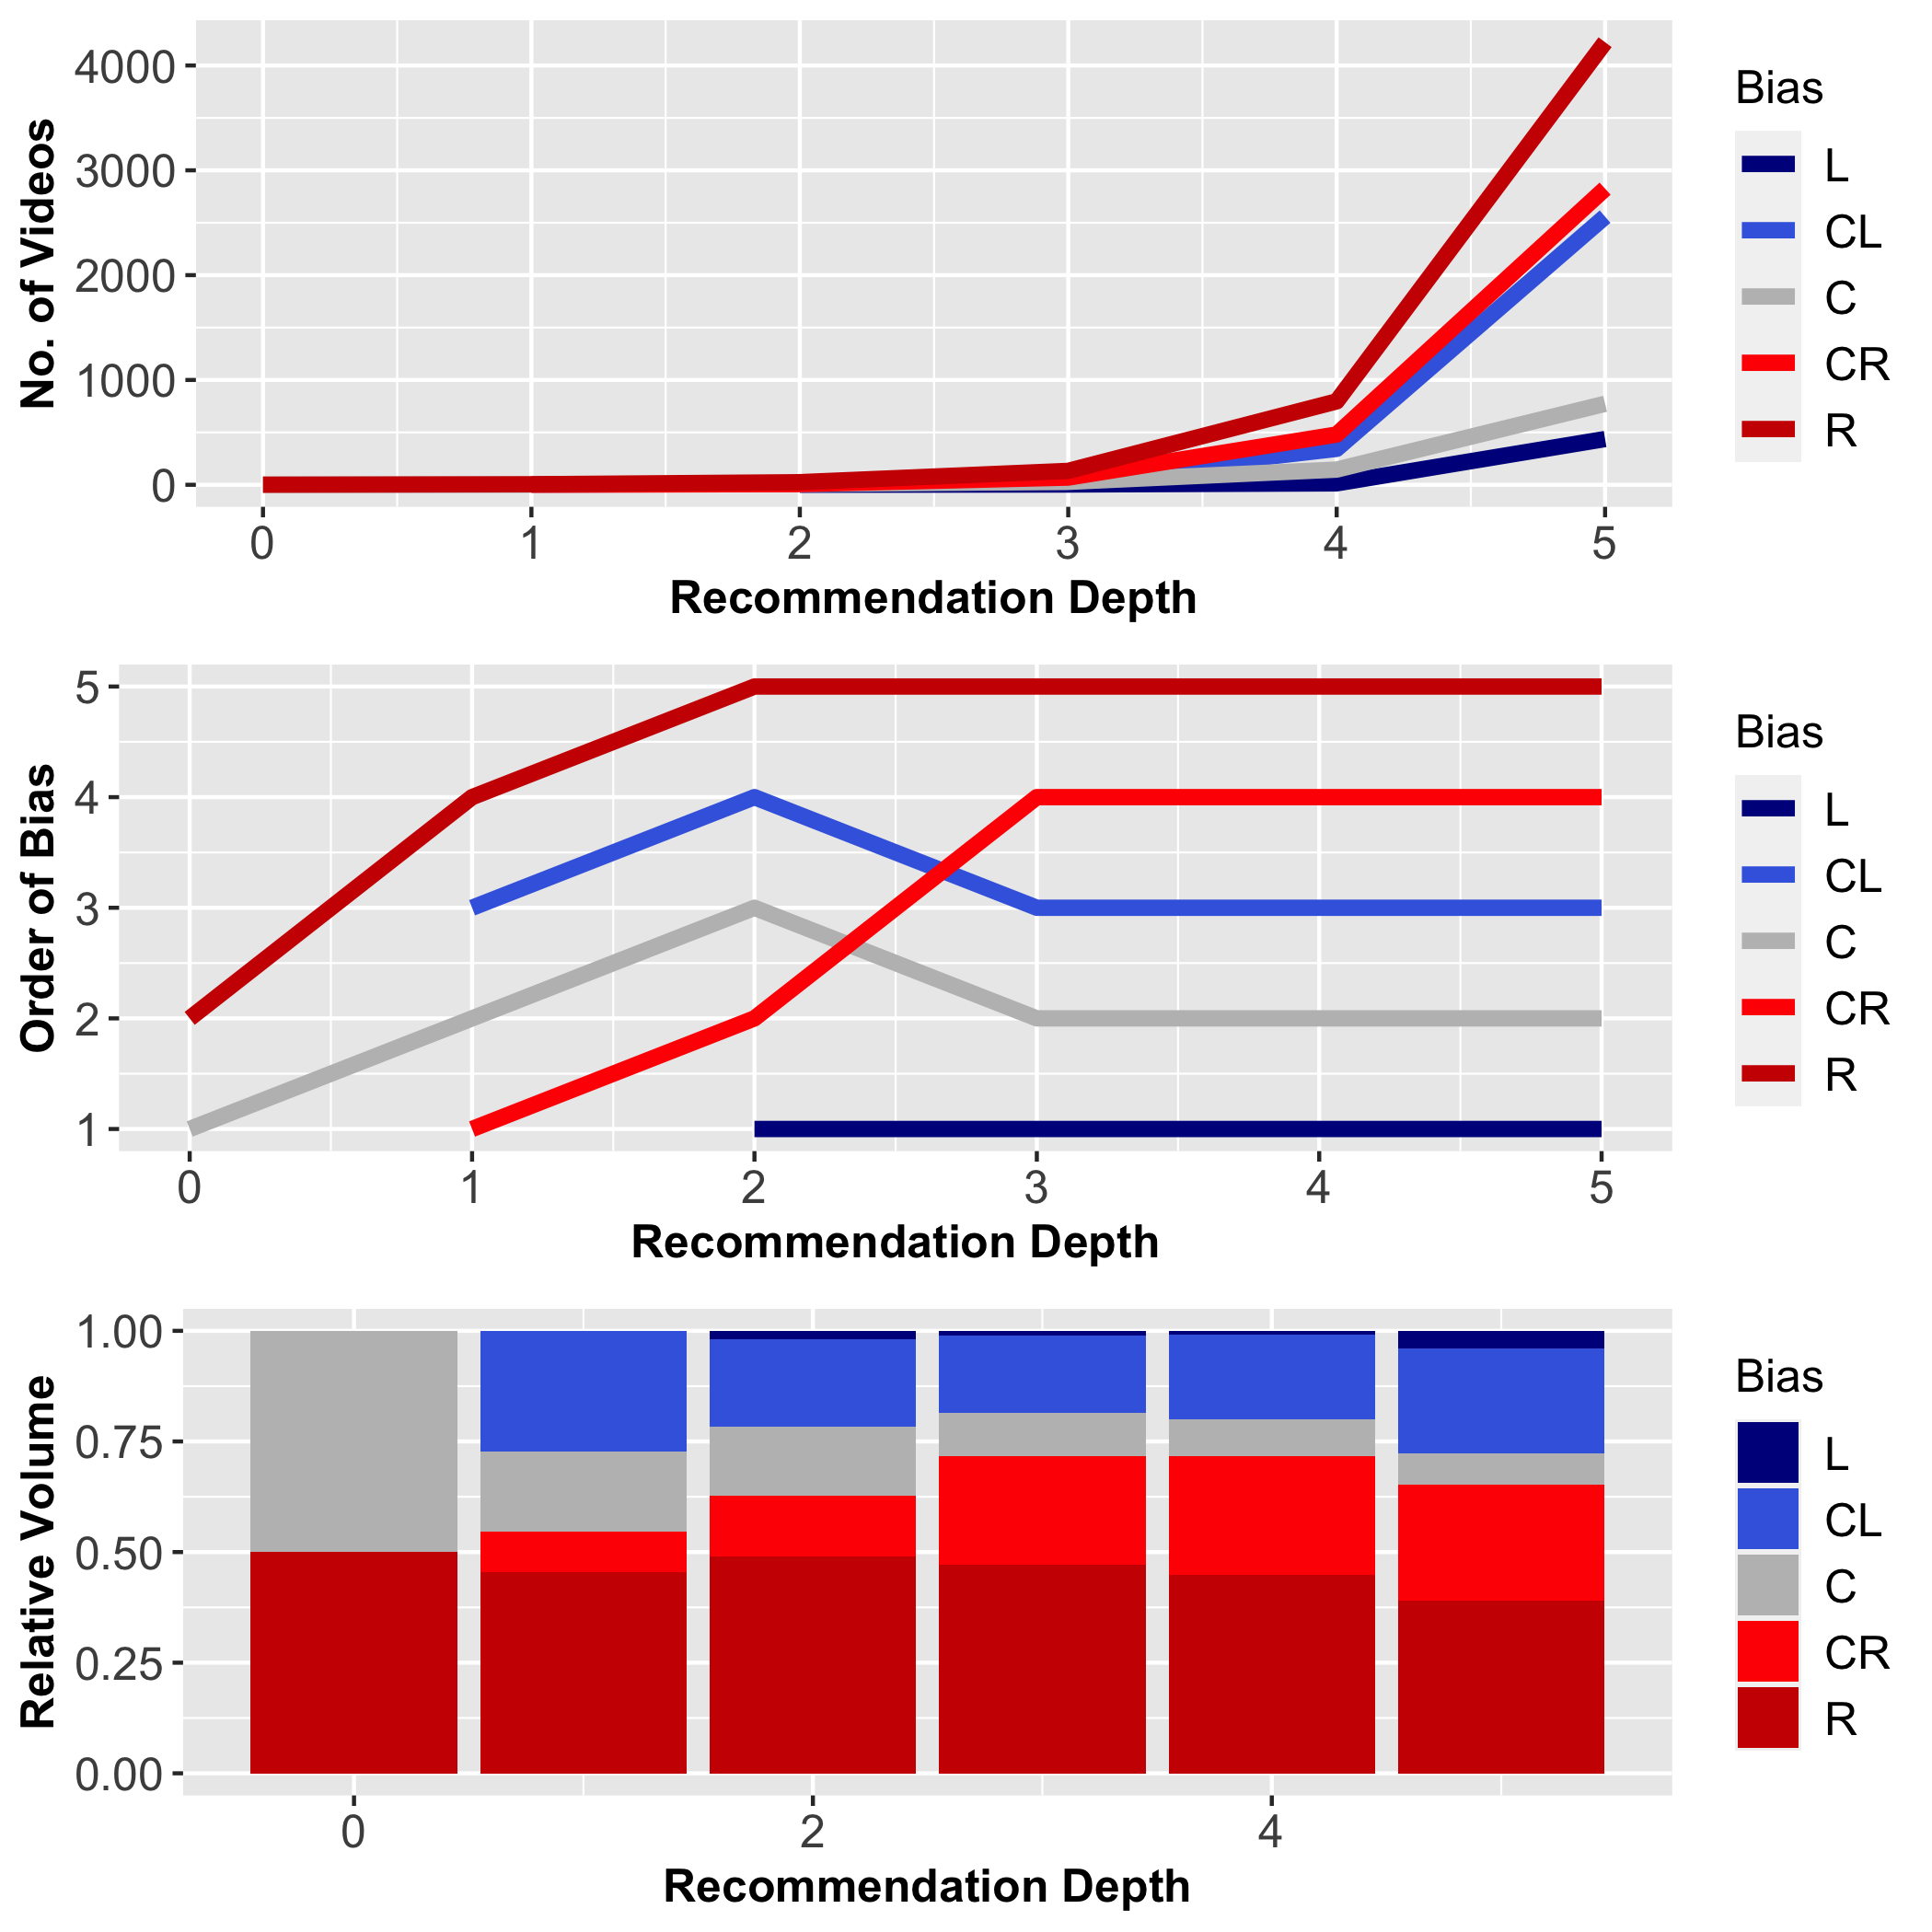 No. of Videos
4000
3000
2000
1000
0
0 1 2 3 4 5
Recommendation Depth
Bias
L
CL
C
CR
R
Order of Bias
5
4
3
2
1
0 1 2 3 4 5
Recommendation Depth
Bias
L
CL
C
CR
R
Relative Volume
1.00
0.75
0.50
0.25
0.00
0 2 4
Recommendation Depth
Bias
L
CL
C
CR
R